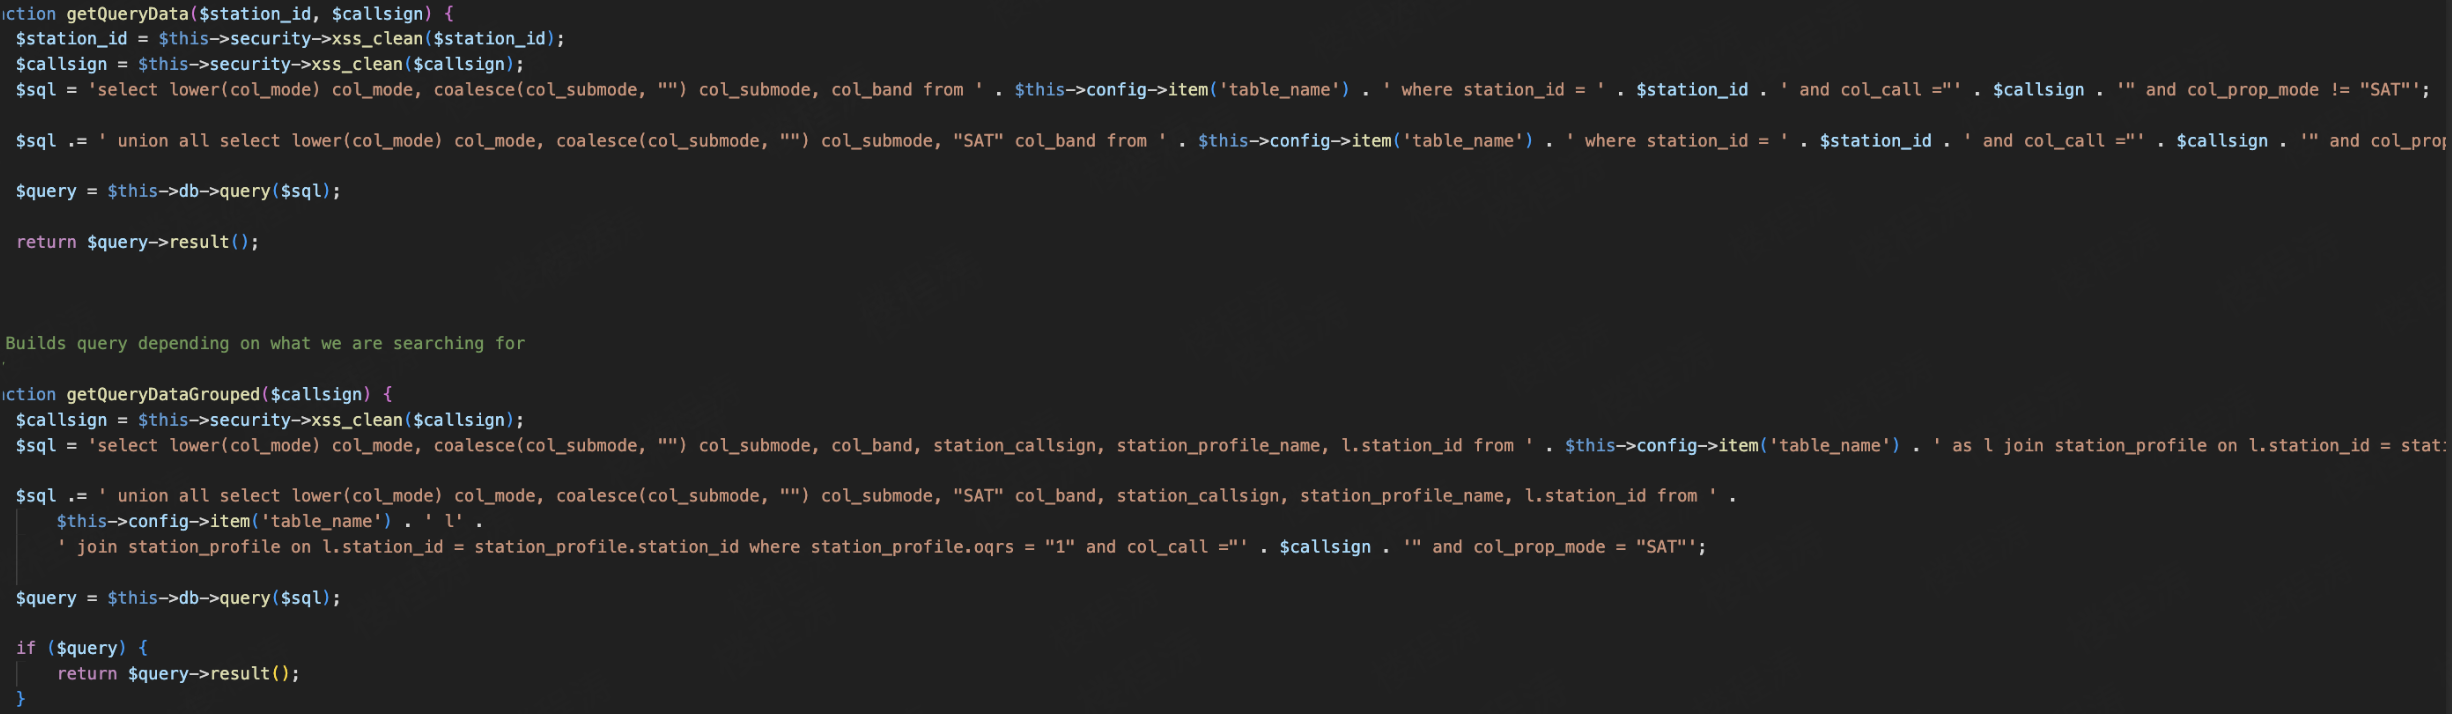 ction getQueryData($station_id, $callsign) {
$station_id = $this->security->xss_clean($station_id);
$callsign = $this->security->xss_clean($callsign);
$sql = 'select lower(col_mode) col_mode, coalesce(col_submode, "") col_submode, col_band from ' . $this->config->item('table_name') . ' where station_id = ' . $station_id . ' and col_call ="' . $callsign . '" and col_prop_mode != "SAT"';
$sql .= ' union all select lower(col_mode) col_mode, coalesce(col_submode, "") col_submode, "SAT" col_band from ' . $this->config->item('table_name') . ' where station_id = ' . $station_id . ' and col_call ="' . $callsign . '" and col_prop
$query = $this->db->query($sql);
return $query->result();
Builds query depending on what we are searching for
ction getQueryDataGrouped($callsign) {
$callsign = $this->security->xss_clean($callsign);
$sql = 'select lower(col_mode) col_mode, coalesce(col_submode, "") col_submode, col_band, station_callsign, station_profile_name, l.station_id from ' . $this->config->item('table_name') . ' as l join station_profile on l.station_id = stati
$sql .= ' union all select lower(col_mode) col_mode, coalesce(col_submode, "") col_submode, "SAT" col_band, station_callsign, station_profile_name, l.station_id from ' .
$this->config->item('table_name') . ' l' .
' join station_profile on l.station_id = station_profile.station_id where station_profile.oqrs = "1" and col_call ="' . $callsign . '" and col_prop_mode = "SAT"';
$query = $this->db->query($sql);
if ($query) {
return $query->result();
}